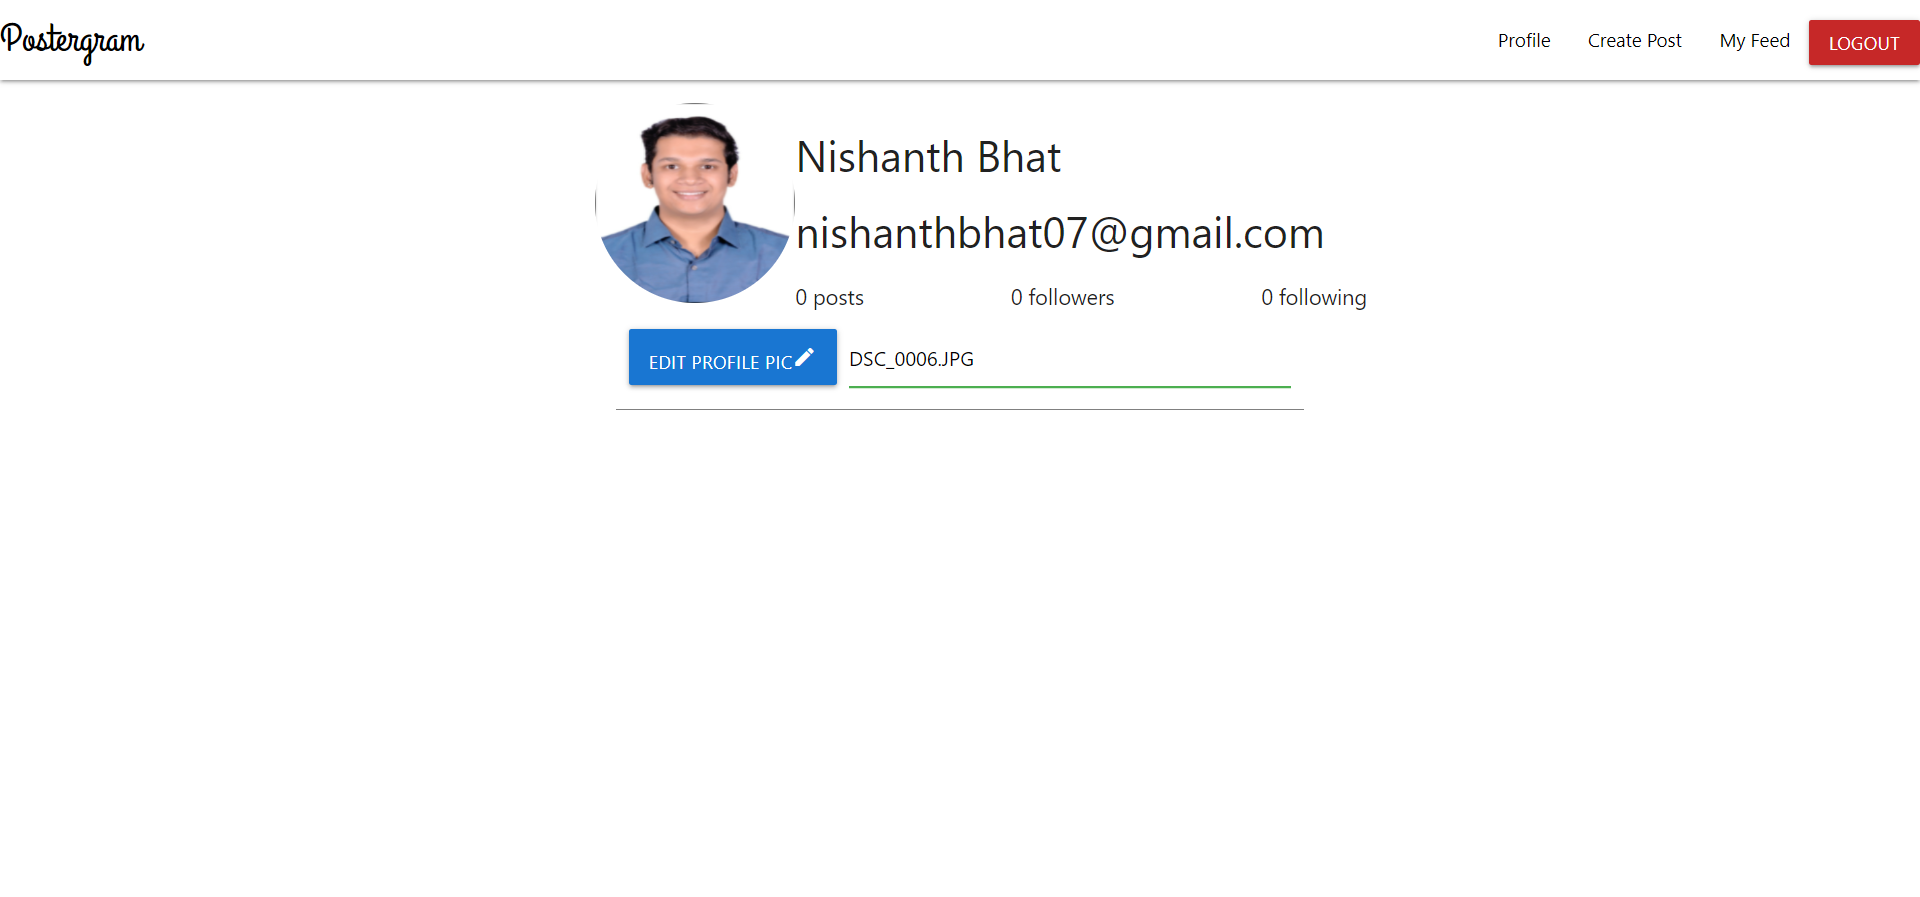 Postergram
Profile Create Post My Feed LOGOUT
Nishanth Bhat
nishanthbhat07@gmail.com
0 posts 0 followers 0 following
EDIT PROFILE PIC DSC_0006.JPG